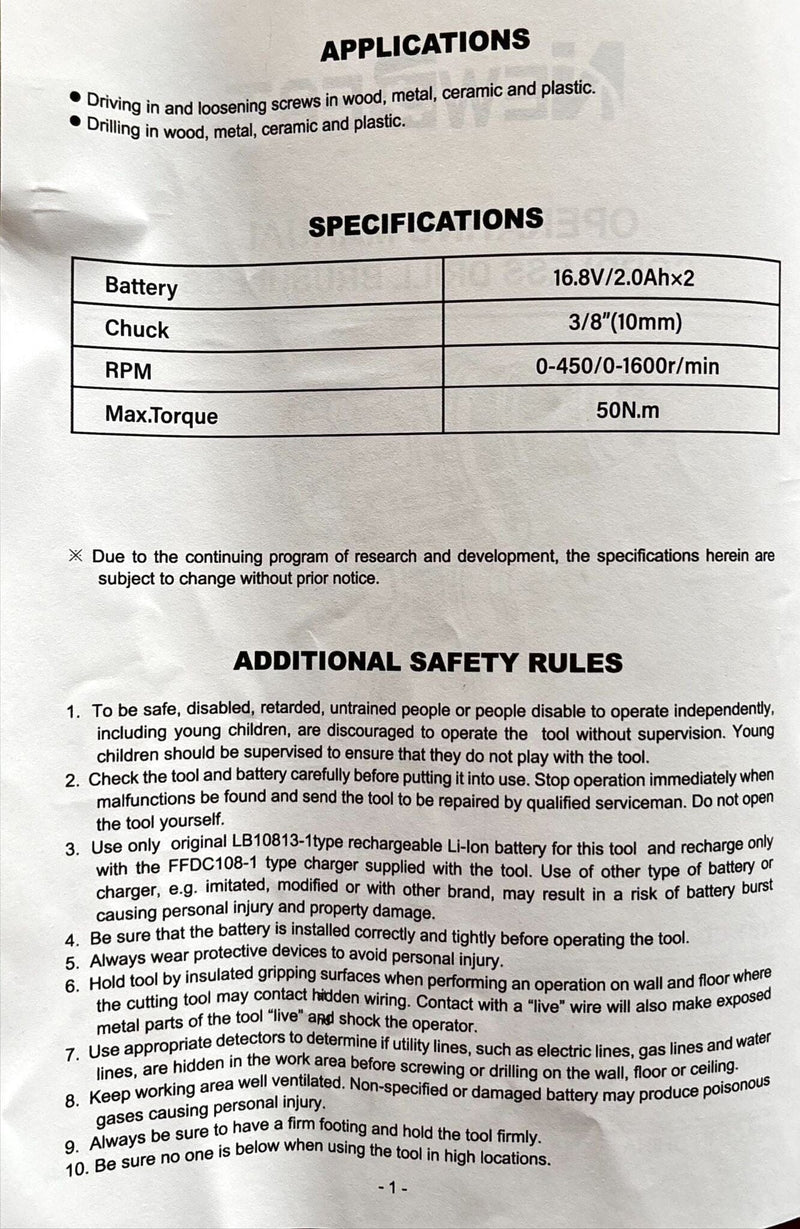 APPLICATIONS
● Driving in and loosening screws in wood, metal, ceramic and plastic.
● Drilling in wood, metal, ceramic and plastic.
SPECIFICATIONS
Battery 16.8V/2.0Ah×2
Chuck 3/8"(10mm)
RPM 0-450/0-1600r/min
Max.Torque 50N.m
※ Due to the continuing program of research and development, the specifications herein are
subject to change without prior notice.
ADDITIONAL SAFETY RULES
1. To be safe, disabled, retarded, untrained people or people disable to operate independently,
including young children, are discouraged to operate the tool without supervision. Young
children should be supervised to ensure that they do not play with the tool.
2. Check the tool and battery carefully before putting it into use. Stop operation immediately when
malfunctions be found and send the tool to be repaired by qualified serviceman. Do not open
the tool yourself.
3. Use only original LB10813-1type rechargeable Li-Ion battery for this tool and recharge only
with the FFDC108-1 type charger supplied with the tool. Use of other type of battery or
charger, e.g. imitated, modified or with other brand, may result in a risk of battery burst
causing personal injury and property damage.
4. Be sure that the battery is installed correctly and tightly before operating the tool.
5. Always wear protective devices to avoid personal injury.
6. Hold tool by insulated gripping surfaces when performing an operation on wall and floor where
the cutting tool may contact hidden wiring. Contact with a "live" wire will also make exposed
metal parts of the tool "live" and shock the operator.
7. Use appropriate detectors to determine if utility lines, such as electric lines, gas lines and water
lines, are hidden in the work area before screwing or drilling on the wall, floor or ceiling.
8. Keep working area well ventilated. Non-specified or damaged battery may produce poisonous
gases causing personal injury.
9. Always be sure to have a firm footing and hold the tool firmly.
10. Be sure no one is below when using the tool in high locations.
- 1 -